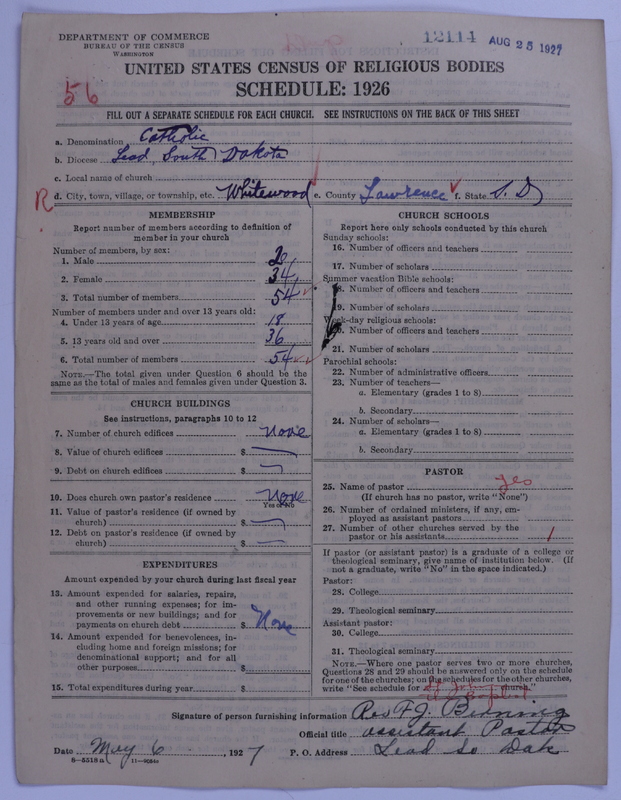 DEPARTMENT OF COMMERCE
BUREAU OF THE CENSUS
WASHINGTON
12114 AUG 25 1927
UNITED STATES CENSUS OF RELIGIOUS BODIES
56
SCHEDULE: 1926
FILL OUT A SEPARATE SCHEDULE FOR EACH CHURCH. SEE INSTRUCTIONS ON THE BACK OF THIS SHEET
a. Denomination Catholic
b. Diocese Lead, South Dakota
c. Local name of church
R d. City, town, village, or township, etc. Whitewood e. County Lawrence f. State S. D
MEMBERSHIP
Report number of members according to definition of
member in your church
Number of members, by sex:
1. Male 20
2. Female 34
3. Total number of members 54
Number of members under and over 13 years old:
4. Under 13 years of age 18
5. 13 years old and over 36
6. Total number of members 54
NOTE.—The total given under Question 6 should be the
same as the total of males and females given under Question 3.
CHURCH BUILDINGS
See instructions, paragraphs 10 to 12
7. Number of church edifices None
8. Value of church edifices $
9. Debt on church edifices $
10. Does church own pastor's residence None
Yes or No
11. Value of pastor's residence (if owned by
church) $
12. Debt on pastor's residence (if owned by
church) $
EXPENDITURES
Amount expended by your church during last fiscal year
13. Amount expended for salaries, repairs,
and other running expenses; for im-
provements or new buildings; and for
payments on church debt $ None
14. Amount expended for benevolences, in-
cluding home and foreign missions; for
denominational support; and for all
other purposes $
15. Total expenditures during year $
CHURCH SCHOOLS
Report here only schools conducted by this church
Sunday schools:
16. Number of officers and teachers
17. Number of scholars
Summer vacation Bible schools:
18. Number of officers and teachers
19. Number of scholars
Week-day religious schools:
20. Number of officers and teachers
21. Number of scholars
Parochial schools:
22. Number of administrative officers
23. Number of teachers—
a. Elementary (grades 1 to 8)
b. Secondary
24. Number of scholars—
a. Elementary (grades 1 to 8)
b. Secondary
PASTOR
25. Name of pastor yes
(If church has no pastor, write "None")
26. Number of ordained ministers, if any, em-
ployed as assistant pastors
27. Number of other churches served by the
pastor or his assistants 1
If pastor (or assistant pastor) is a graduate of a college or
theological seminary, give name of institution below. (If
not a graduate, write "No" in the space indicated.)
Pastor:
28. College
29. Theological seminary
Assistant pastor:
30. College
31. Theological seminary
NOTE.—Where one pastor serves two or more churches,
Questions 28 and 29 should be answered only on the schedule
for one of the churches; on the schedules for the other churches,
write "See schedule for church."
Signature of person furnishing information Rev F. J. Benning
Official title assistant Pastor
Date May 6, 1927 P. O. Address Lead So Dak
8—5518 a